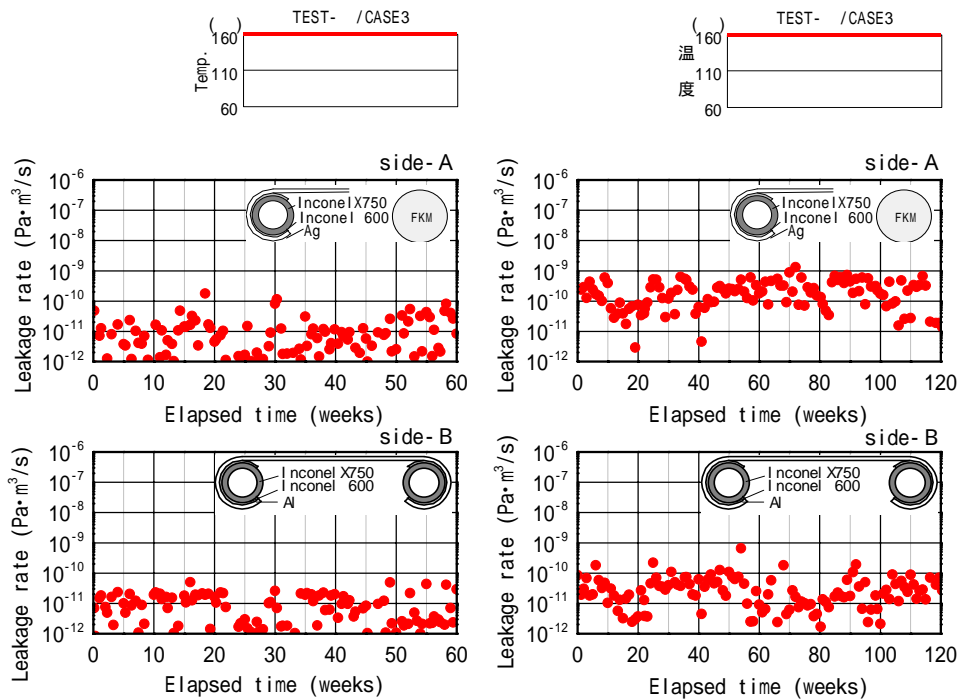 TEST- /CASE3
( )
160
110
60
Temp.
TEST- /CASE3
( )
160
110
60
温度
side-A
Leakage rate (Pa·m³/s)
10⁻⁶
10⁻⁷
10⁻⁸
10⁻⁹
10⁻¹⁰
10⁻¹¹
10⁻¹²
Inconel X750
Inconel 600
Ag
FKM
0 10 20 30 40 50 60
Elapsed time (weeks)
side-A
Leakage rate (Pa·m³/s)
10⁻⁶
10⁻⁷
10⁻⁸
10⁻⁹
10⁻¹⁰
10⁻¹¹
10⁻¹²
Inconel X750
Inconel 600
Ag
FKM
0 20 40 60 80 100 120
Elapsed time (weeks)
side-B
Leakage rate (Pa·m³/s)
10⁻⁶
10⁻⁷
10⁻⁸
10⁻⁹
10⁻¹⁰
10⁻¹¹
10⁻¹²
Inconel X750
Inconel 600
Al
0 10 20 30 40 50 60
Elapsed time (weeks)
side-B
Leakage rate (Pa·m³/s)
10⁻⁶
10⁻⁷
10⁻⁸
10⁻⁹
10⁻¹⁰
10⁻¹¹
10⁻¹²
Inconel X750
Inconel 600
Al
0 20 40 60 80 100 120
Elapsed time (weeks)